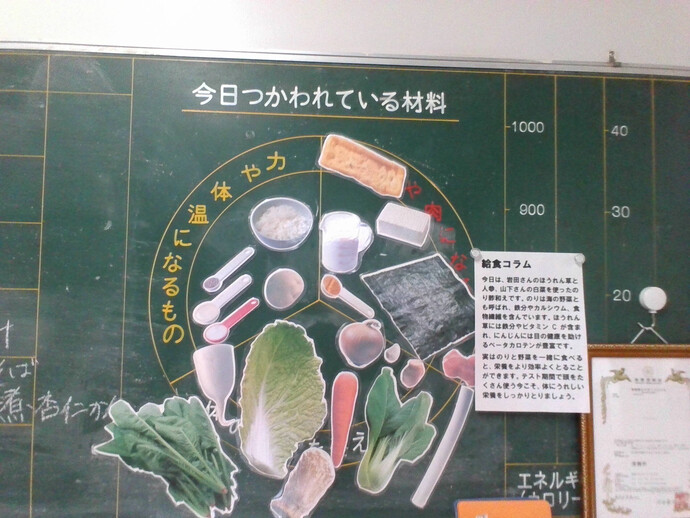 今日つかわれている材料
力や体温になるもの
や肉にな
え
1000
900
40
30
20
エネルギ
給食コラム
今日は、岩田さんのほうれん草と
人参、山下さんの白菜を使ったの
り酢和えです。のりは海の野菜と
も呼ばれ、鉄分やカルシウム、食
物繊維を含んでいます。ほうれん
草には鉄分やビタミンCが含ま
れ、にんじんには目の健康を助け
るベータカロテンが豊富です。
実はのりと野菜を一緒に食べる
と、栄養をより効率よくとることが
できます。テスト期間で頭をた
くさん使う今こそ、体にうれしい
栄養をしっかりとりましょう。
煮・杏仁か